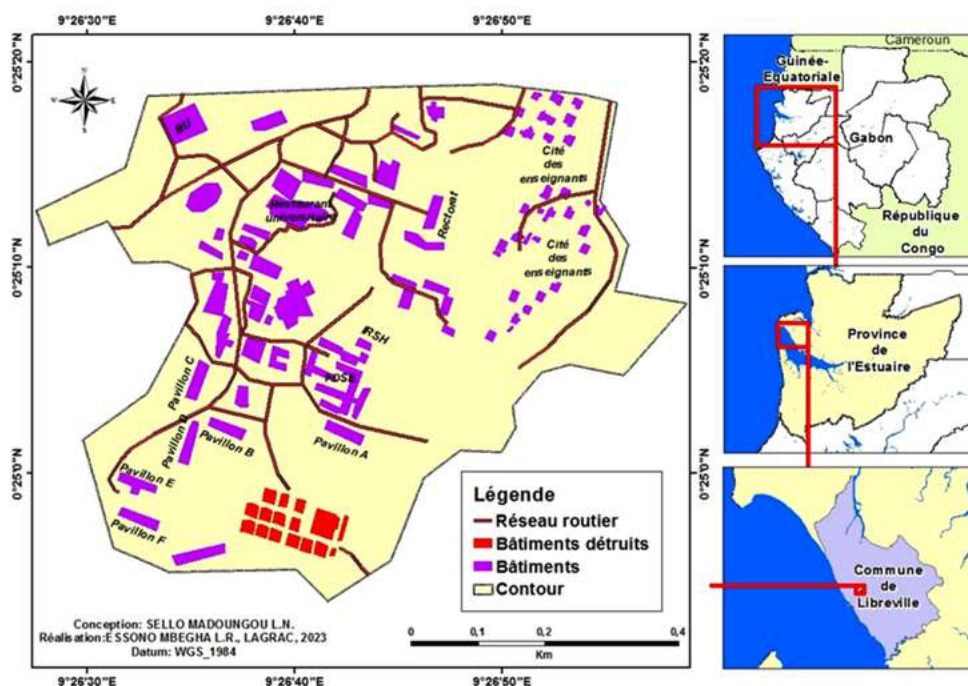 9°26'30"E
9°26'40"E
9°26'50"E
0°25'20"N
0°25'20"N
BU
Cité
des
enseignants
Restaurant
universitaire
Rectorat
0°25'10"N
0°25'10"N
Cité
des
enseignants
IRSH
FDSE
Pavillon C
Pavillon D
Pavillon B
Pavillon A
Pavillon E
Pavillon F
0°25'0"N
0°25'0"N
Légende
Réseau routier
Bâtiments détruits
Bâtiments
Contour
Conception: SELLO MADOUNGOU L.N.
Réalisation:ESSONO MBEGHA L.R., LAGRAC, 2023
Datum: WGS_1984
0
0,1
0,2
0,4
Km
9°26'30"E
9°26'40"E
9°26'50"E
Cameroun
Guinée-
Equatoriale
Gabon
République
du
Congo
Province
de
l'Estuaire
Commune
de
Libreville